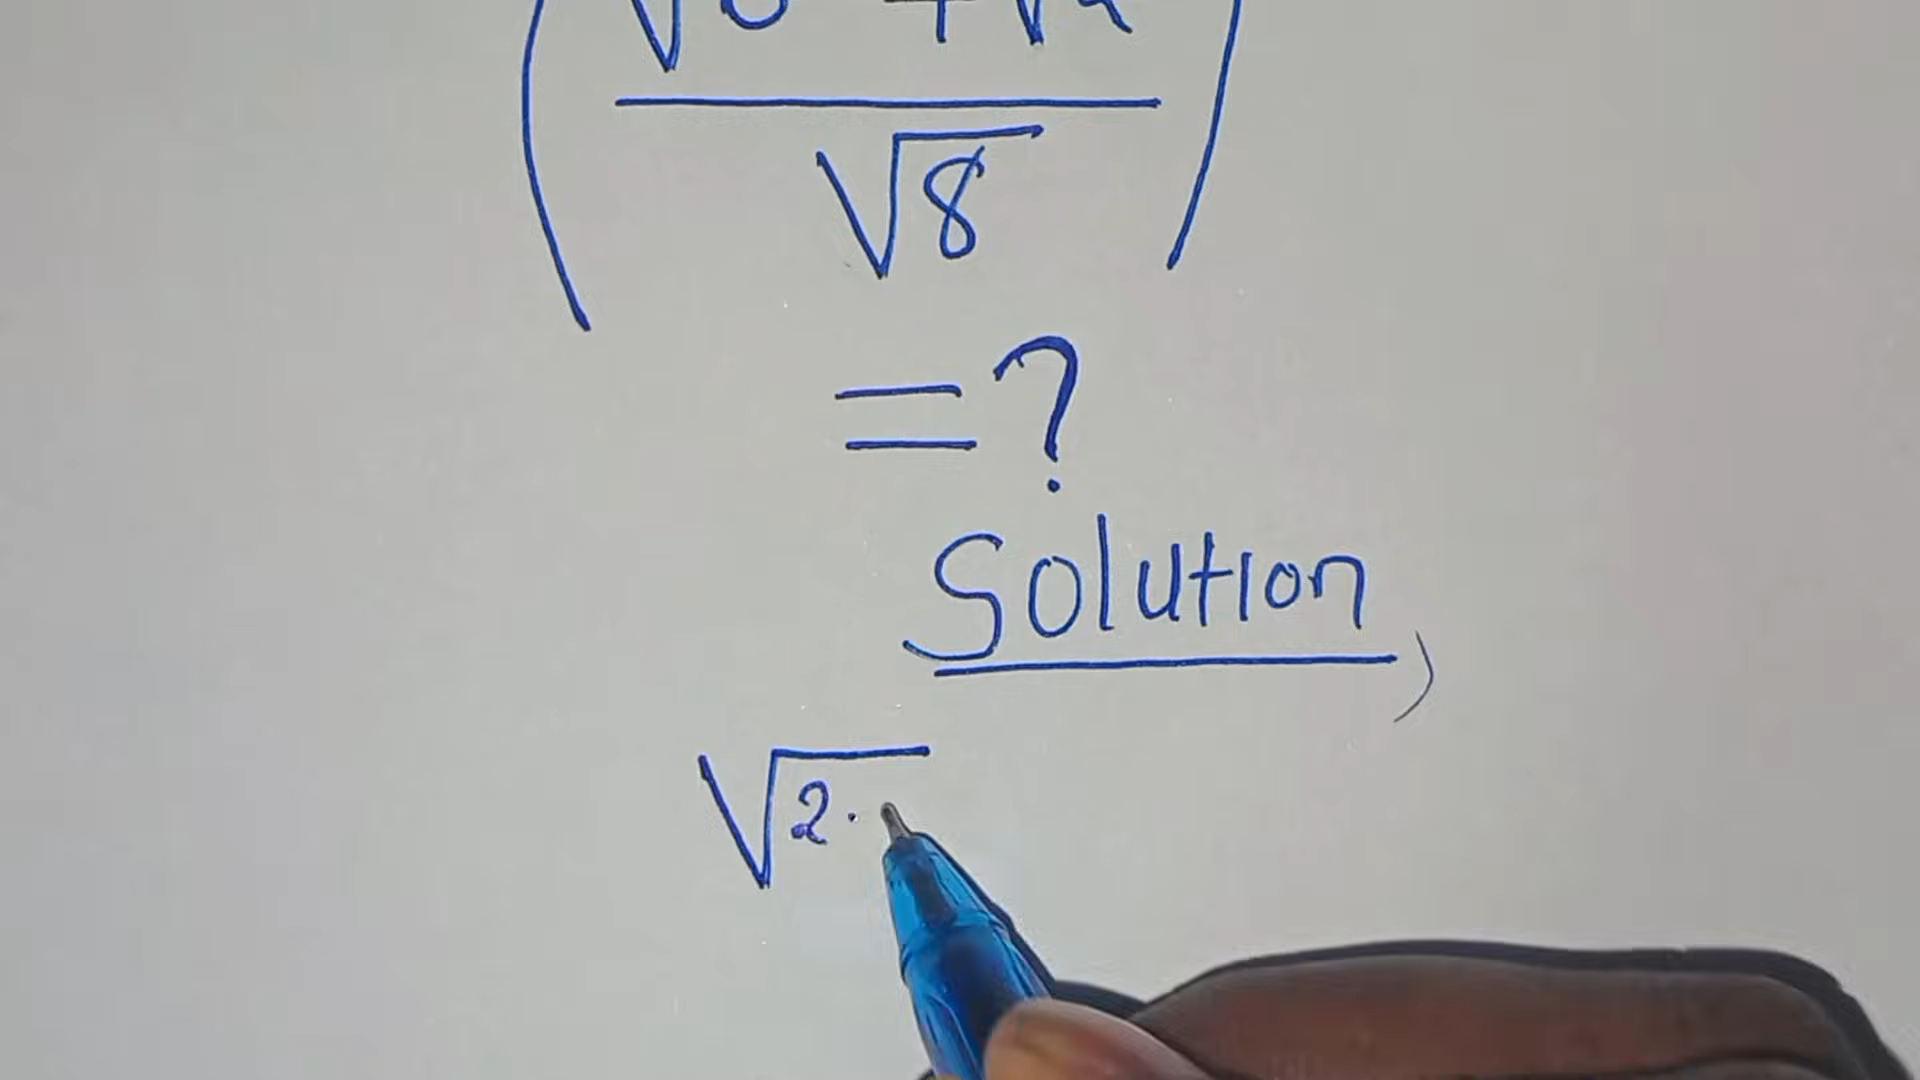 √8
= ?
Solution
√2 ·